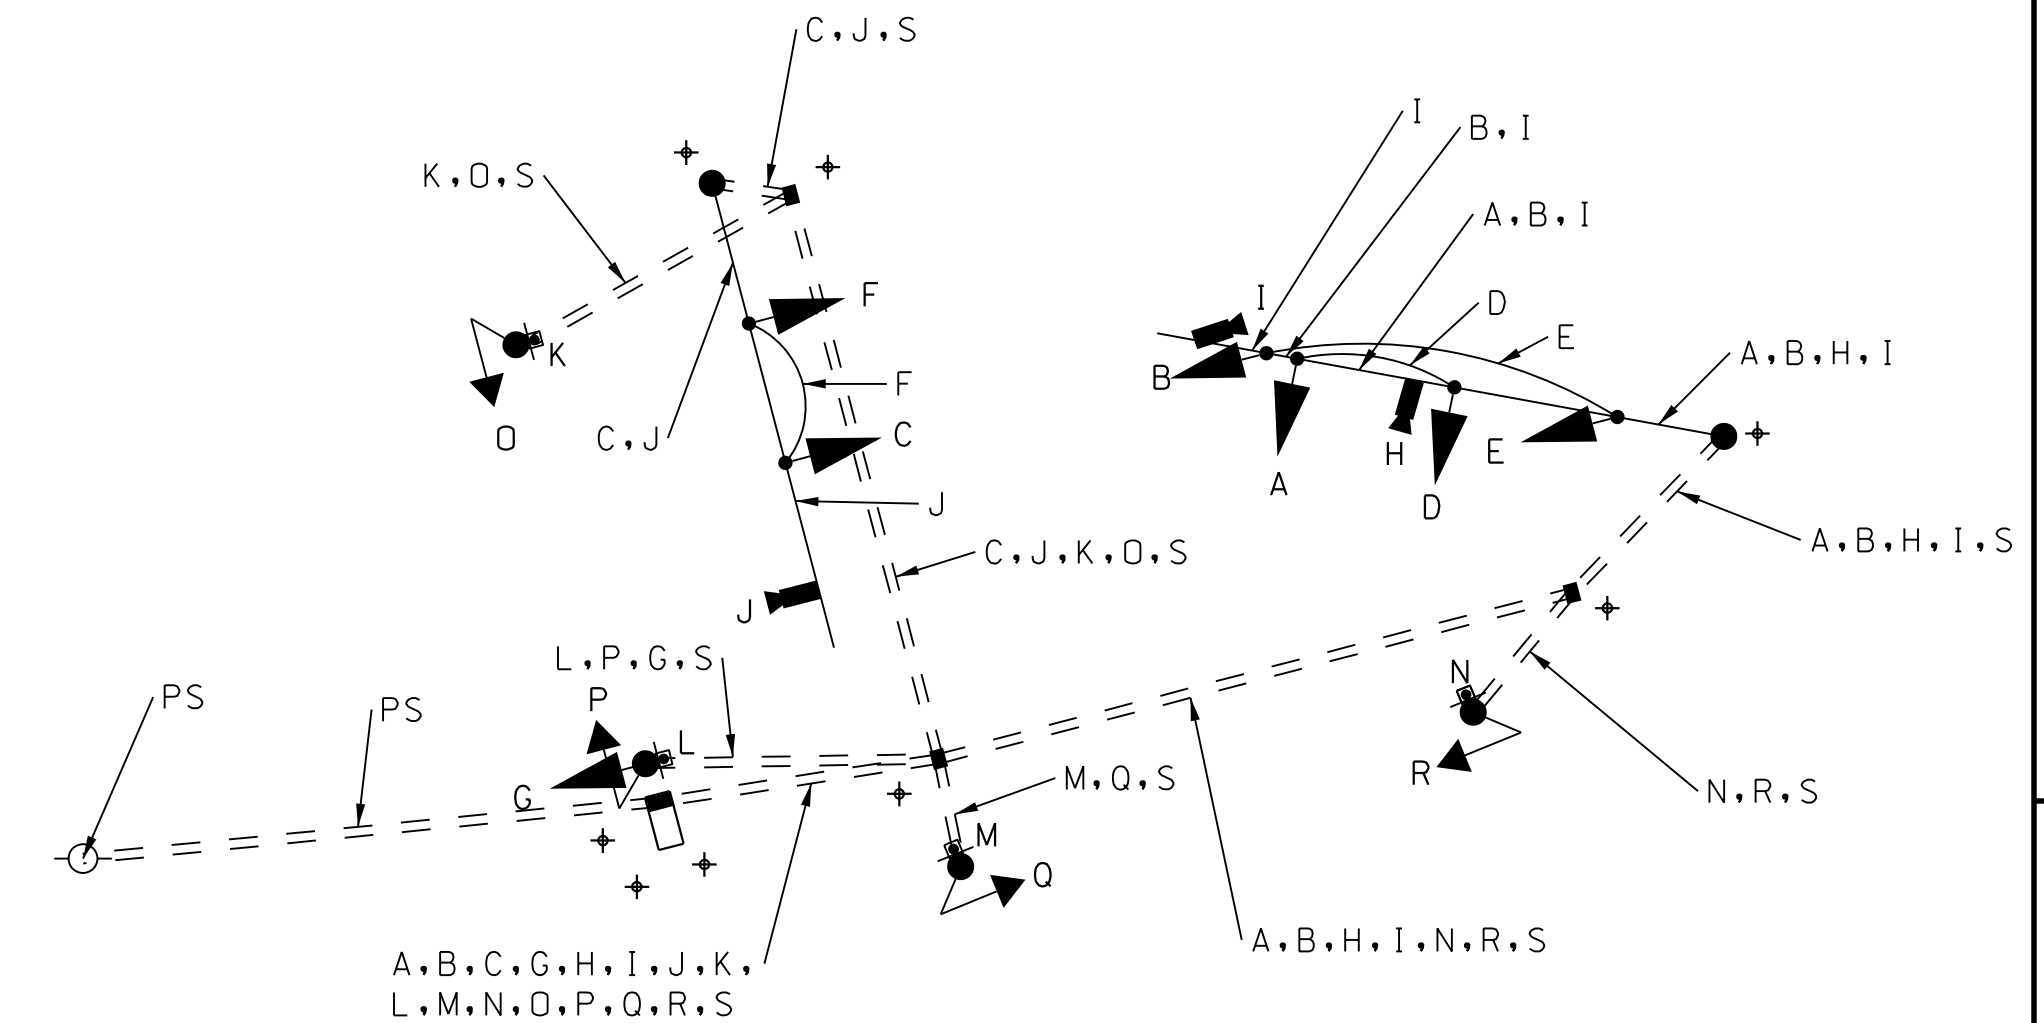 C,J,S
I
B,I
K,O,S
A,B,I
I
F
D
E
A,B,H,I
K
B
F
O
C,J
C
H
E
A
J
D
C,J,K,O,S
A,B,H,I,S
J
L,P,G,S
N
PS
P
PS
L
R
M,Q,S
N,R,S
G
M
Q
A,B,H,I,N,R,S
A,B,C,G,H,I,J,K,
L,M,N,O,P,Q,R,S